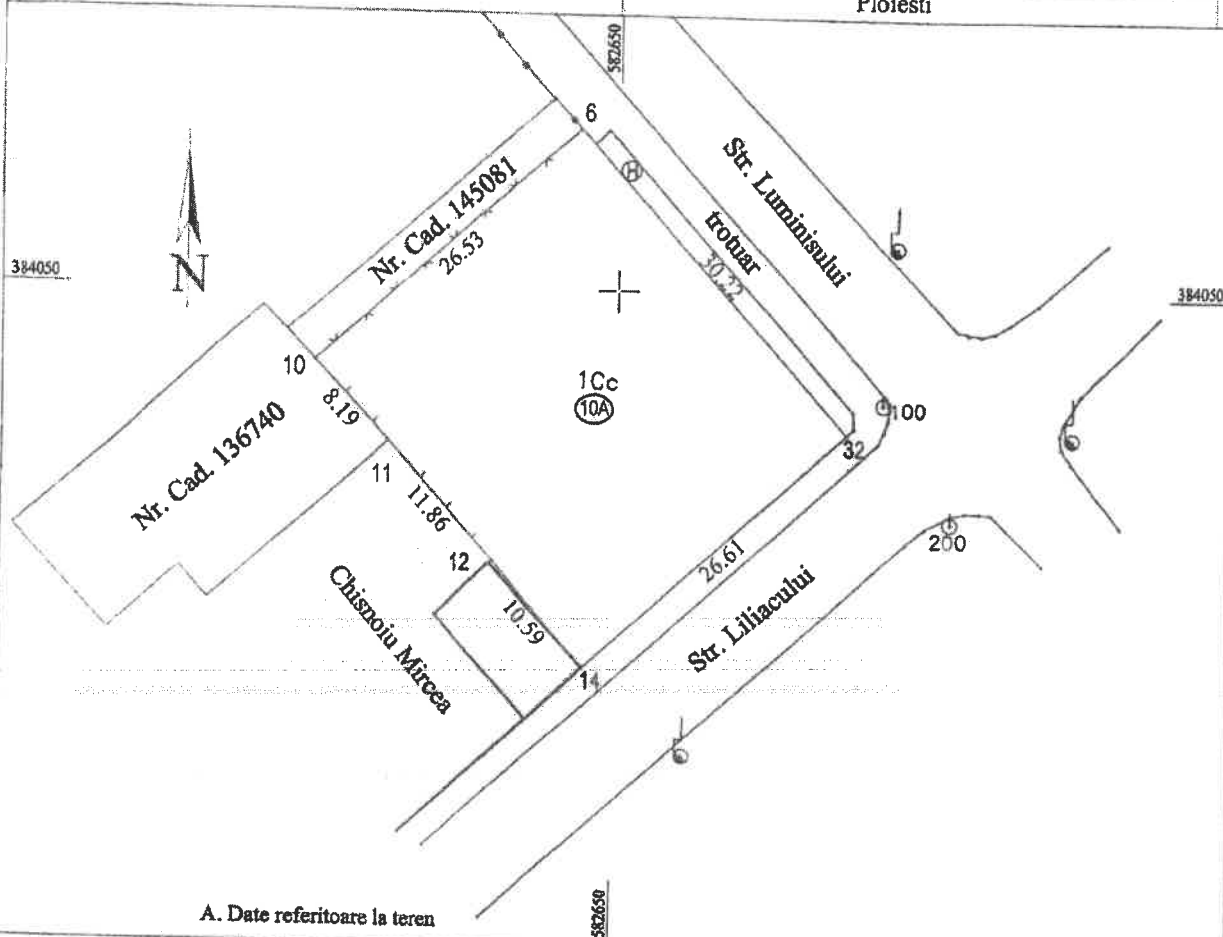 Ploiesti
582650
6
Str. Luminisului
Nr. Cad. 145081
26.53
trotuar
30.22
H
384050
N
384050
10
1Cc
10A
8.19
100
Nr. Cad. 136740
32
11
11.86
200
12
26.61
Chisnoiu Mircea
10.59
Str. Liliacului
14
582650
A. Date referitoare la teren